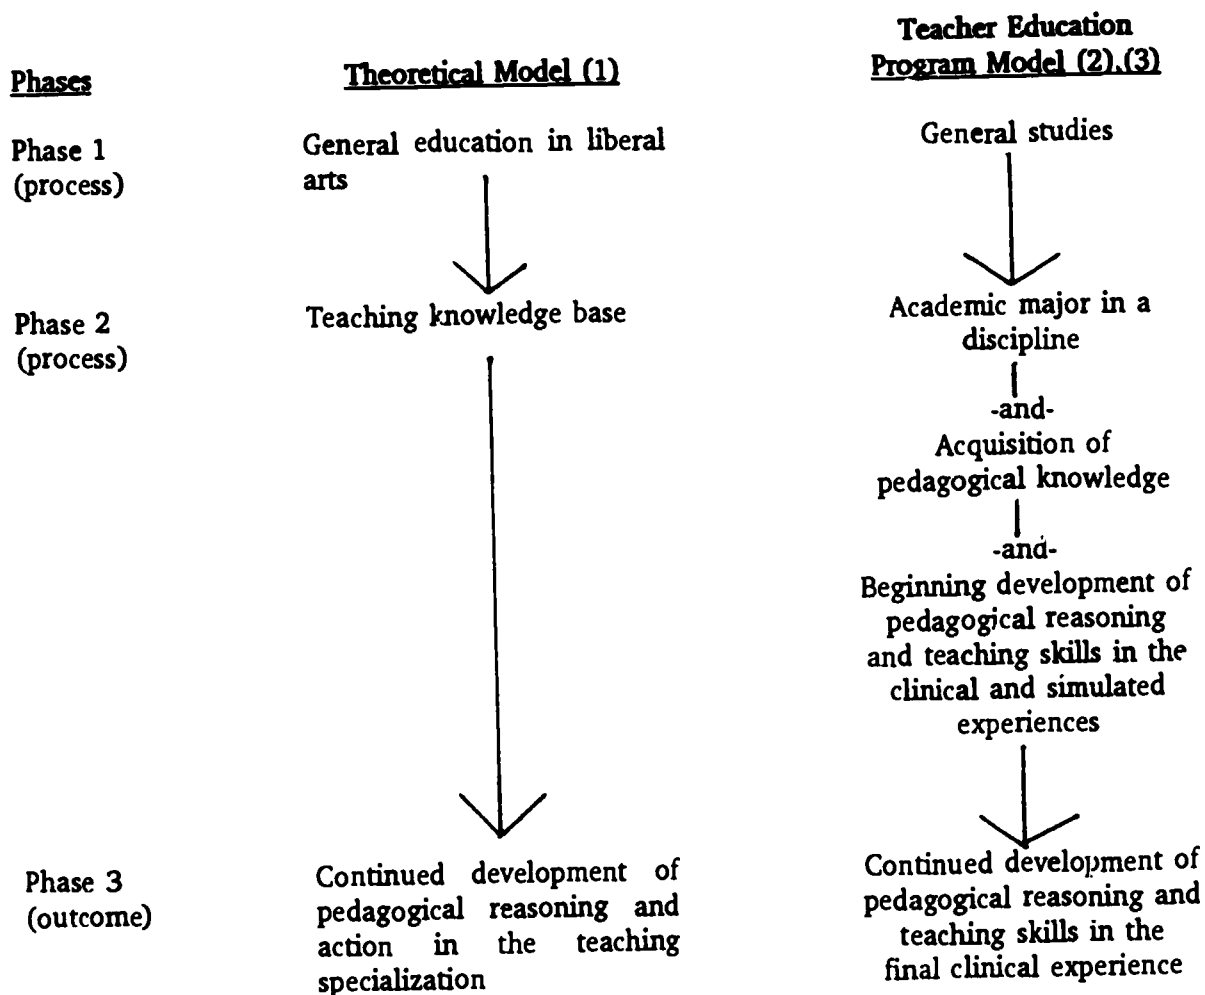 Phases
Theoretical Model (1)
Teacher Education
Program Model (2),(3)
Phase 1
(process)
General education in liberal
arts
General studies
Phase 2
(process)
Teaching knowledge base
Academic major in a
discipline
-and-
Acquisition of
pedagogical knowledge
-and-
Beginning development of
pedagogical reasoning
and teaching skills in the
clinical and simulated
experiences
Phase 3
(outcome)
Continued development of
pedagogical reasoning and
action in the teaching
specialization
Continued development of
pedagogical reasoning and
teaching skills in the
final clinical experience